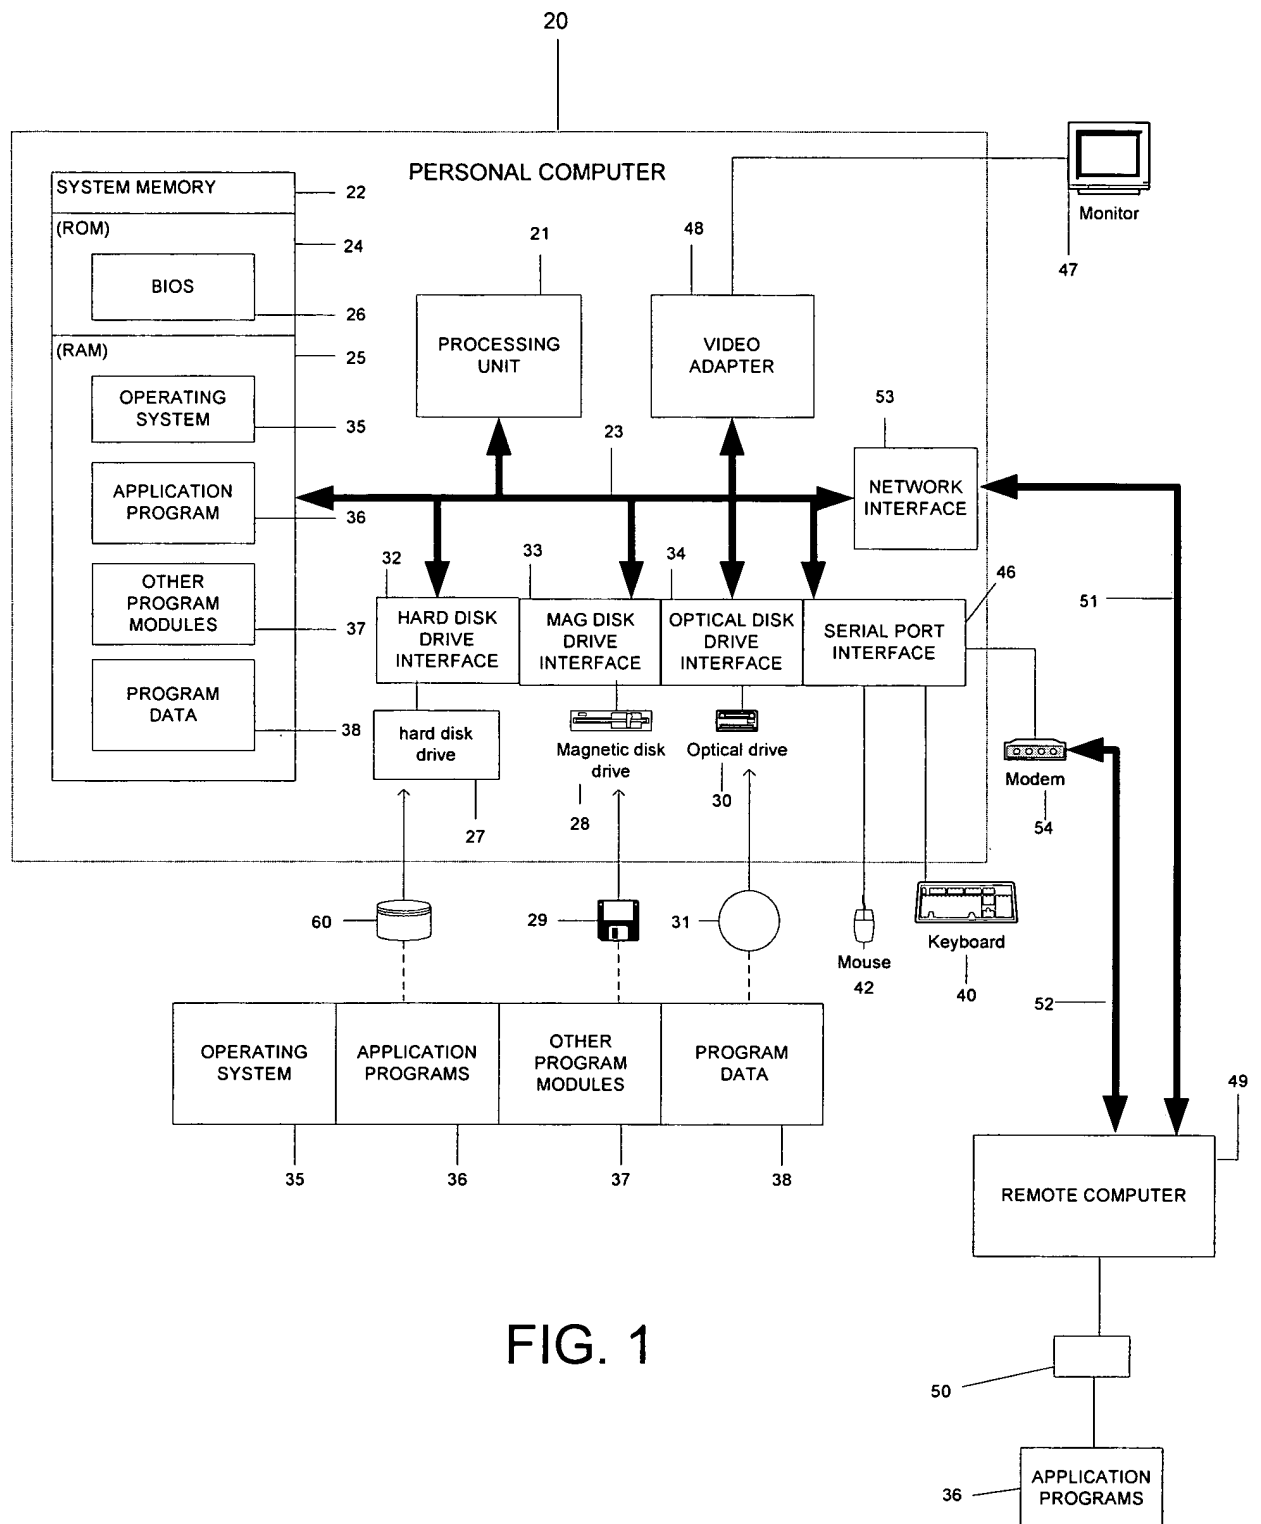 20
PERSONAL COMPUTER
SYSTEM MEMORY
22
(ROM)
24
BIOS
26
(RAM)
25
OPERATING
SYSTEM
35
APPLICATION
PROGRAM
36
OTHER
PROGRAM
MODULES
37
PROGRAM
DATA
38
21
PROCESSING
UNIT
48
VIDEO
ADAPTER
Monitor
47
23
53
NETWORK
INTERFACE
32
HARD DISK
DRIVE
INTERFACE
33
MAG DISK
DRIVE
INTERFACE
34
OPTICAL DISK
DRIVE
INTERFACE
46
SERIAL PORT
INTERFACE
51
hard disk
drive
27
Magnetic disk
drive
28
Optical drive
30
Modem
54
60
29
31
Mouse
42
Keyboard
40
52
OPERATING
SYSTEM
APPLICATION
PROGRAMS
OTHER
PROGRAM
MODULES
PROGRAM
DATA
35
36
37
38
49
REMOTE COMPUTER
FIG. 1
50
36
APPLICATION
PROGRAMS